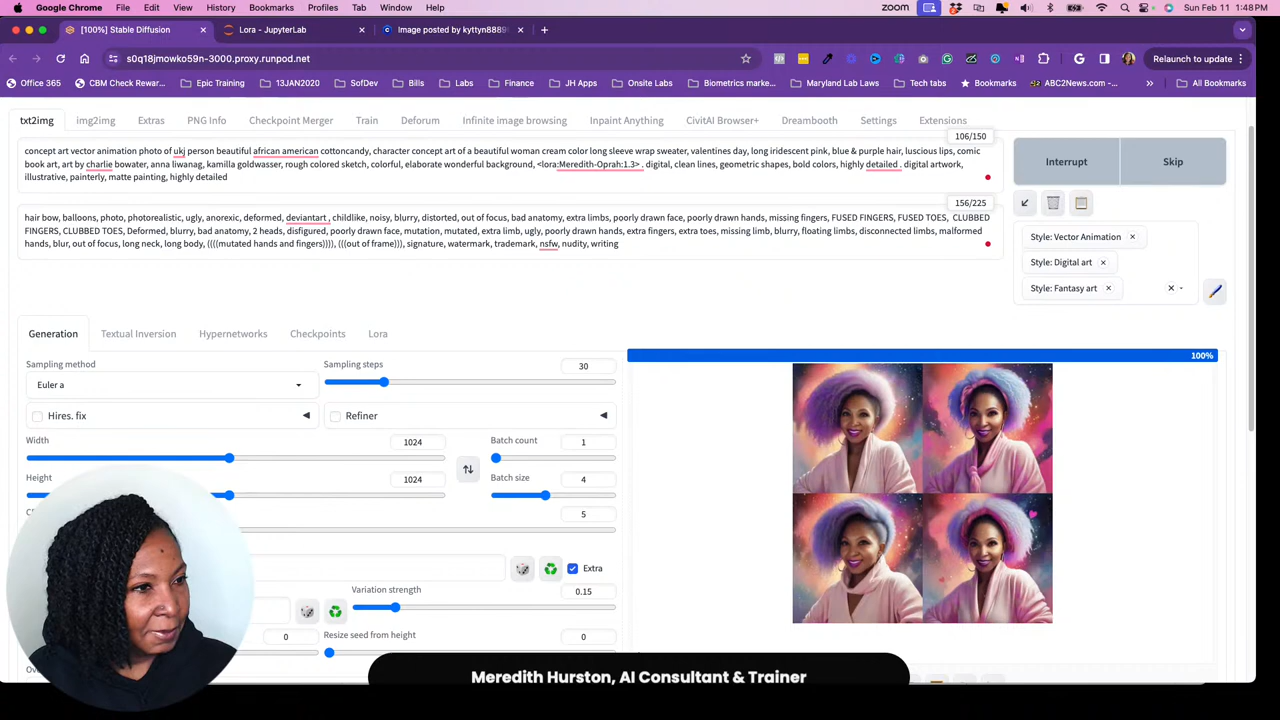 Google Chrome File Edit View History Bookmarks Profiles Tab Window Help zoom Sun Feb 11 1:48 PM
[100%] Stable Diffusion Lora - JupyterLab Image posted by kyttyn8889
s0q18jmowko59n-3000.proxy.runpod.net Relaunch to update
Office 365 CBM Check Rewar... Epic Training 13JAN2020 SofDev Bills Labs Finance JH Apps Onsite Labs Biometrics marke... Maryland Lab Laws Tech tabs Bookmarks ABC2News.com -... » All Bookmarks
txt2img img2img Extras PNG Info Checkpoint Merger Train Deforum Infinite image browsing Inpaint Anything CivitAI Browser+ Dreambooth Settings Extensions
106/150
concept art vector animation photo of ukj person beautiful african american cottoncandy, character concept art of a beautiful woman cream color long sleeve wrap sweater, valentines day, long iridescent pink, blue & purple hair, luscious lips, comic
book art, art by charlie bowater, anna liwanag, kamilla goldwasser, rough colored sketch, colorful, elaborate wonderful background, <lora:Meredith-Oprah:1.3> . digital, clean lines, geometric shapes, bold colors, highly detailed . digital artwork,
illustrative, painterly, matte painting, highly detailed
Interrupt Skip
156/225
hair bow, balloons, photo, photorealistic, ugly, anorexic, deformed, deviantart , childlike, noisy, blurry, distorted, out of focus, bad anatomy, extra limbs, poorly drawn face, poorly drawn hands, missing fingers, FUSED FINGERS, FUSED TOES, CLUBBED
FINGERS, CLUBBED TOES, Deformed, blurry, bad anatomy, 2 heads, disfigured, poorly drawn face, mutation, mutated, extra limb, ugly, poorly drawn hands, extra fingers, extra toes, missing limb, blurry, floating limbs, disconnected limbs, malformed
hands, blur, out of focus, long neck, long body, ((((mutated hands and fingers)))), (((out of frame))), signature, watermark, trademark, nsfw, nudity, writing
Style: Vector Animation ×
Style: Digital art ×
Style: Fantasy art ×
Generation Textual Inversion Hypernetworks Checkpoints Lora
Sampling method Sampling steps 30
Euler a
100%
Hires. fix Refiner
Width 1024 Batch count 1
Height 1024 Batch size 4
5
Extra
Variation strength 0.15
0 Resize seed from height 0
Meredith Hurston, AI Consultant & Trainer